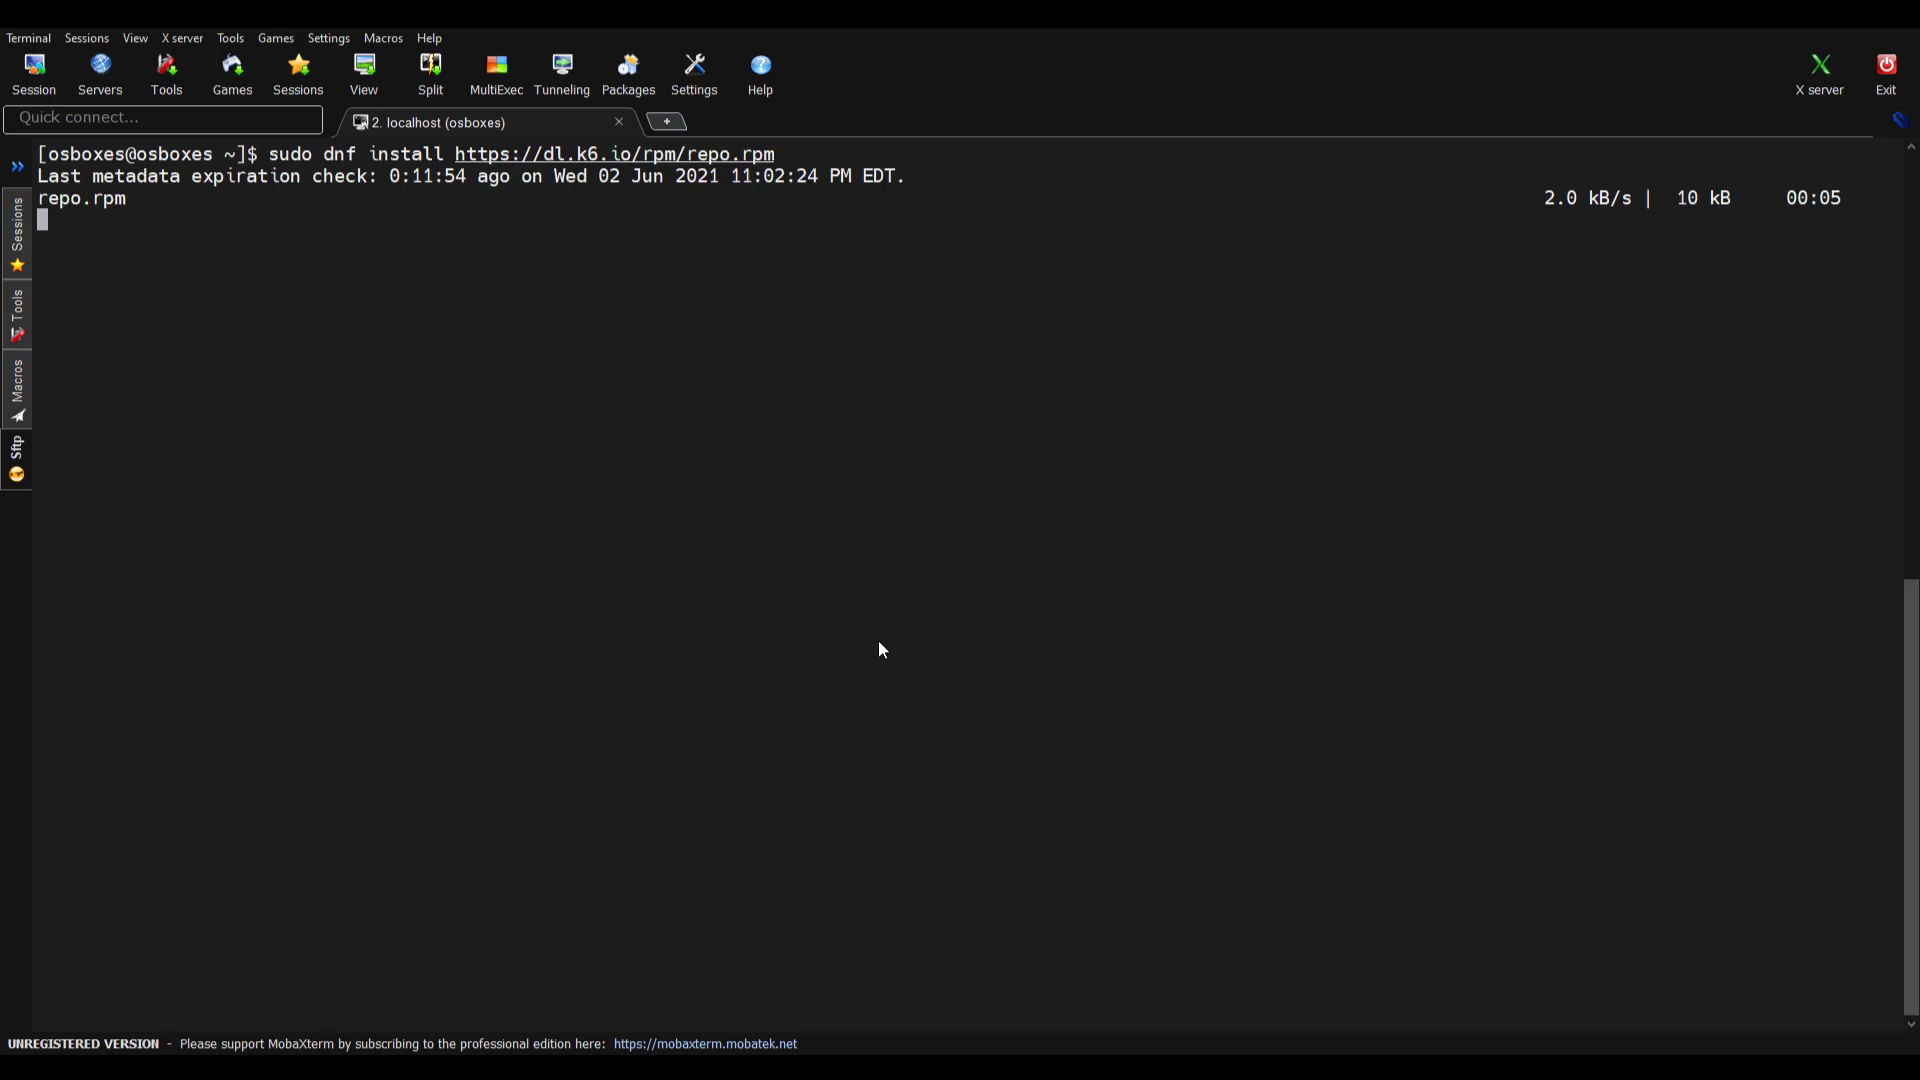 Terminal Sessions View X server Tools Games Settings Macros Help
Session Servers Tools Games Sessions View Split MultiExec Tunneling Packages Settings Help X server Exit
Quick connect...
2. localhost (osboxes)
[osboxes@osboxes ~]$ sudo dnf install https://dl.k6.io/rpm/repo.rpm
Last metadata expiration check: 0:11:54 ago on Wed 02 Jun 2021 11:02:24 PM EDT.
repo.rpm 2.0 kB/s | 10 kB 00:05
Sessions
Tools
Macros
Sftp
UNREGISTERED VERSION - Please support MobaXterm by subscribing to the professional edition here: https://mobaxterm.mobatek.net